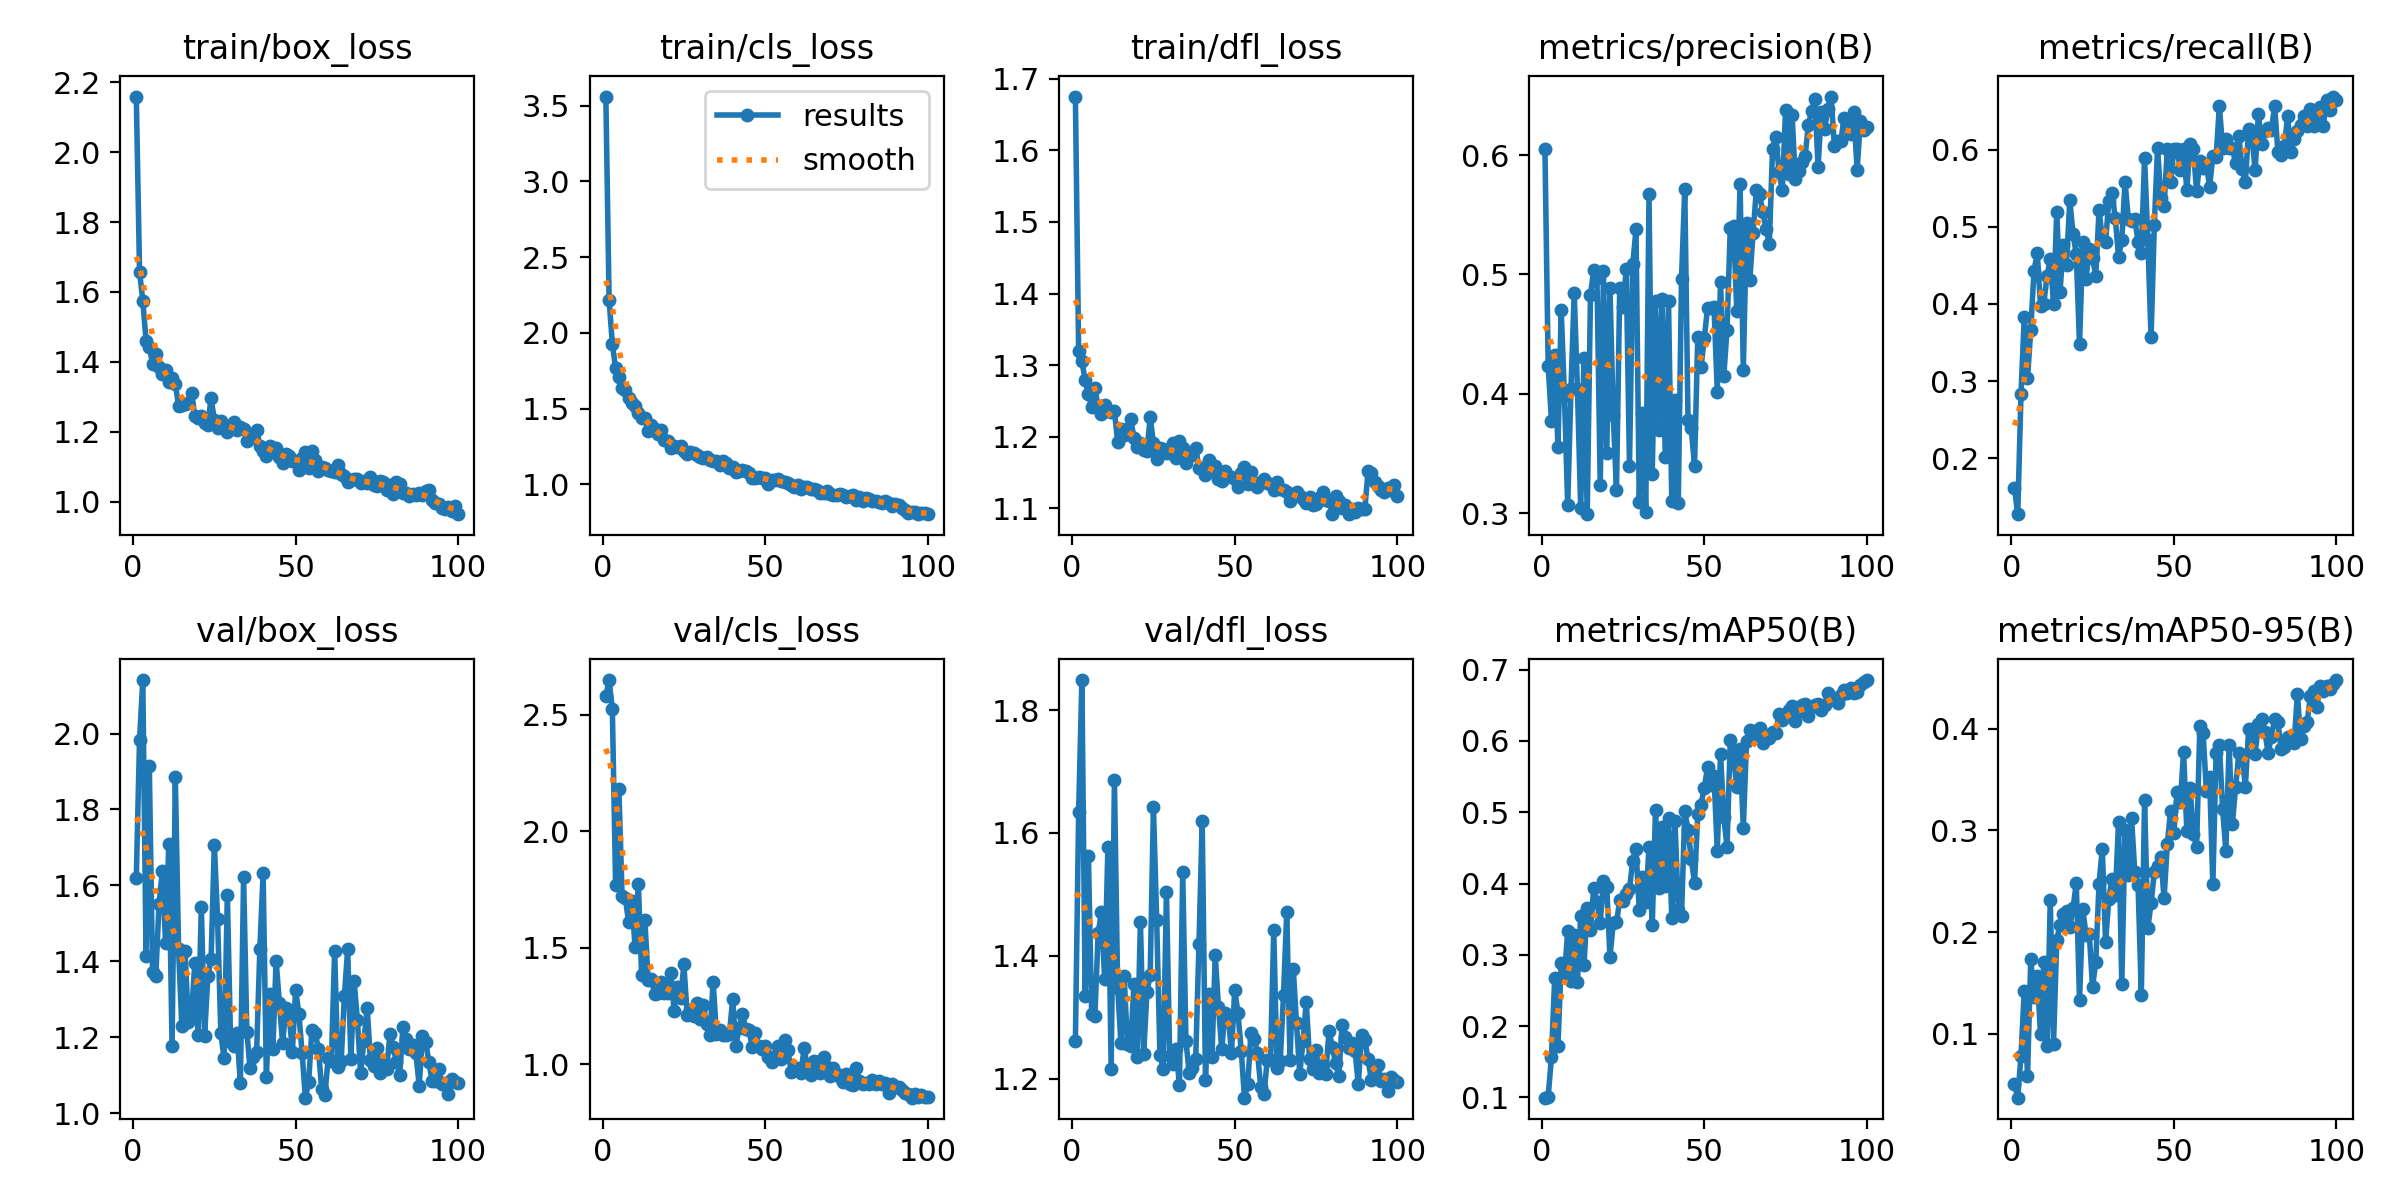 train/box_loss
2.2
2.0
1.8
1.6
1.4
1.2
1.0
0 50 100
train/cls_loss
results
smooth
3.5
3.0
2.5
2.0
1.5
1.0
0 50 100
train/dfl_loss
1.7
1.6
1.5
1.4
1.3
1.2
1.1
0 50 100
metrics/precision(B)
0.6
0.5
0.4
0.3
0 50 100
metrics/recall(B)
0.6
0.5
0.4
0.3
0.2
0 50 100
val/box_loss
2.0
1.8
1.6
1.4
1.2
1.0
0 50 100
val/cls_loss
2.5
2.0
1.5
1.0
0 50 100
val/dfl_loss
1.8
1.6
1.4
1.2
0 50 100
metrics/mAP50(B)
0.7
0.6
0.5
0.4
0.3
0.2
0.1
0 50 100
metrics/mAP50-95(B)
0.4
0.3
0.2
0.1
0 50 100